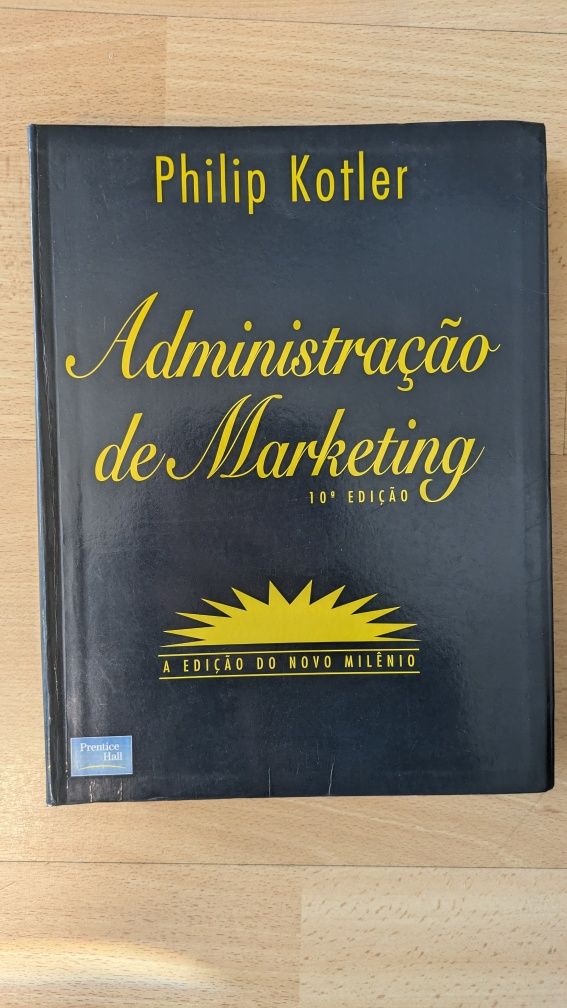 Philip Kotler
Administração
de Marketing
10ª EDIÇÃO
A EDIÇÃO DO NOVO MILÊNIO
Prentice
Hall